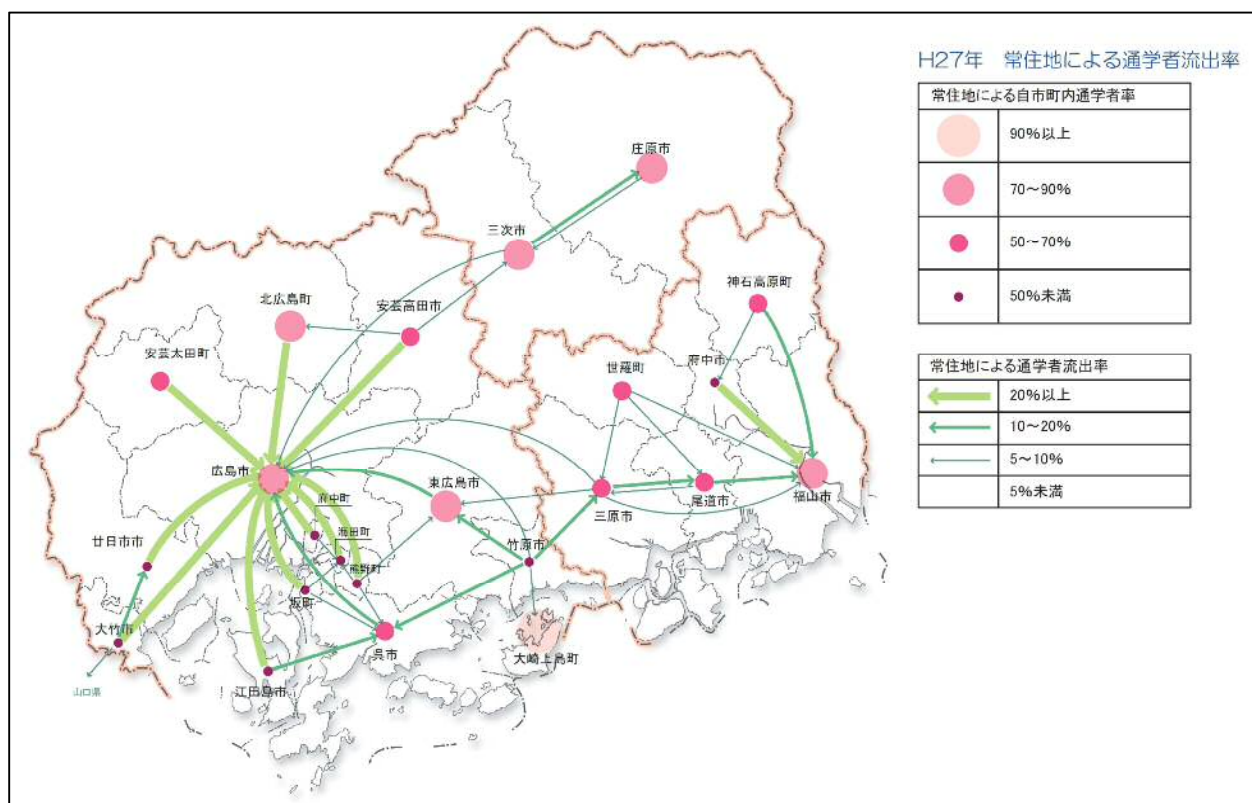 H27年 常住地による通学者流出率
常住地による自市町内通学者率
90%以上
70～90%
50～70%
50%未満
常住地による通学者流出率
20%以上
10～20%
5～10%
5%未満
庄原市
三次市
神石高原町
北広島町
安芸高田市
安芸太田町
世羅町
府中市
広島市
東広島市
福山市
尾道市
三原市
府中町
海田町
竹原市
廿日市市
熊野町
坂町
大竹市
呉市
大崎上島町
江田島市
山口県